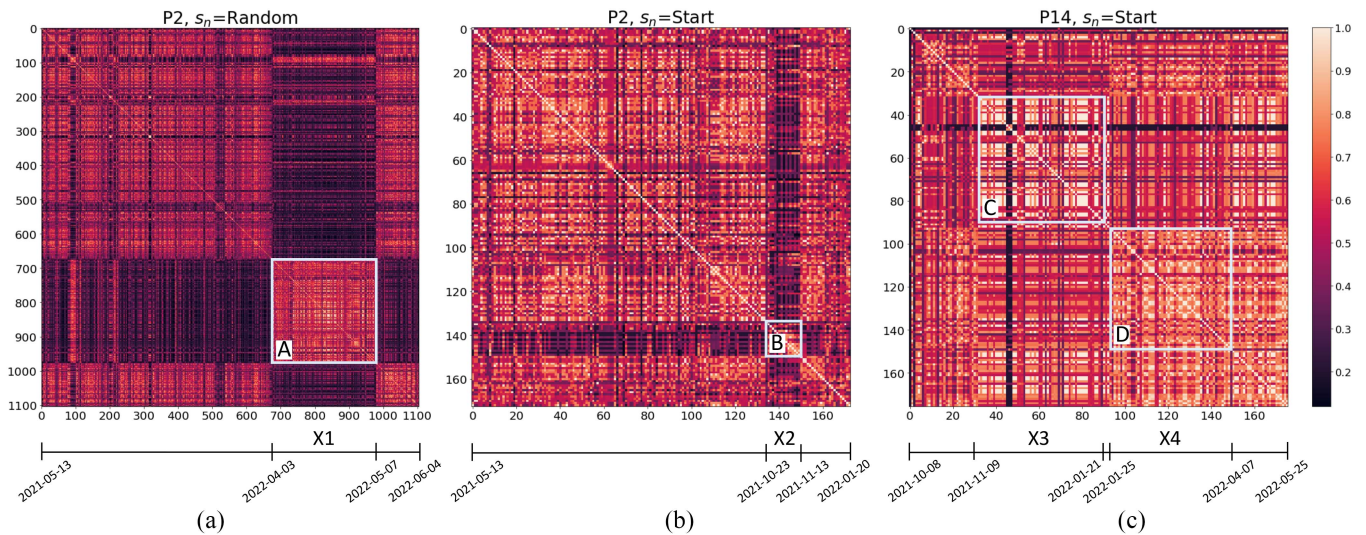 P2, sₙ=Random
0
100
200
300
400
500
600
700
800
900
1000
1100
A
0 100 200 300 400 500 600 700 800 900 1000 1100
X1
2021-05-13 2022-04-03 2022-05-07 2022-06-04
(a)
P2, sₙ=Start
0
20
40
60
80
100
120
140
160
B
0 20 40 60 80 100 120 140 160
X2
2021-05-13 2021-10-23 2021-11-13 2022-01-20
(b)
P14, sₙ=Start
0
20
40
60
80
100
120
140
160
C
D
0 20 40 60 80 100 120 140 160
X3 X4
2021-10-08 2021-11-09 2022-01-21 2022-01-25 2022-04-07 2022-05-25
(c)
1.0
0.9
0.8
0.7
0.6
0.5
0.4
0.3
0.2